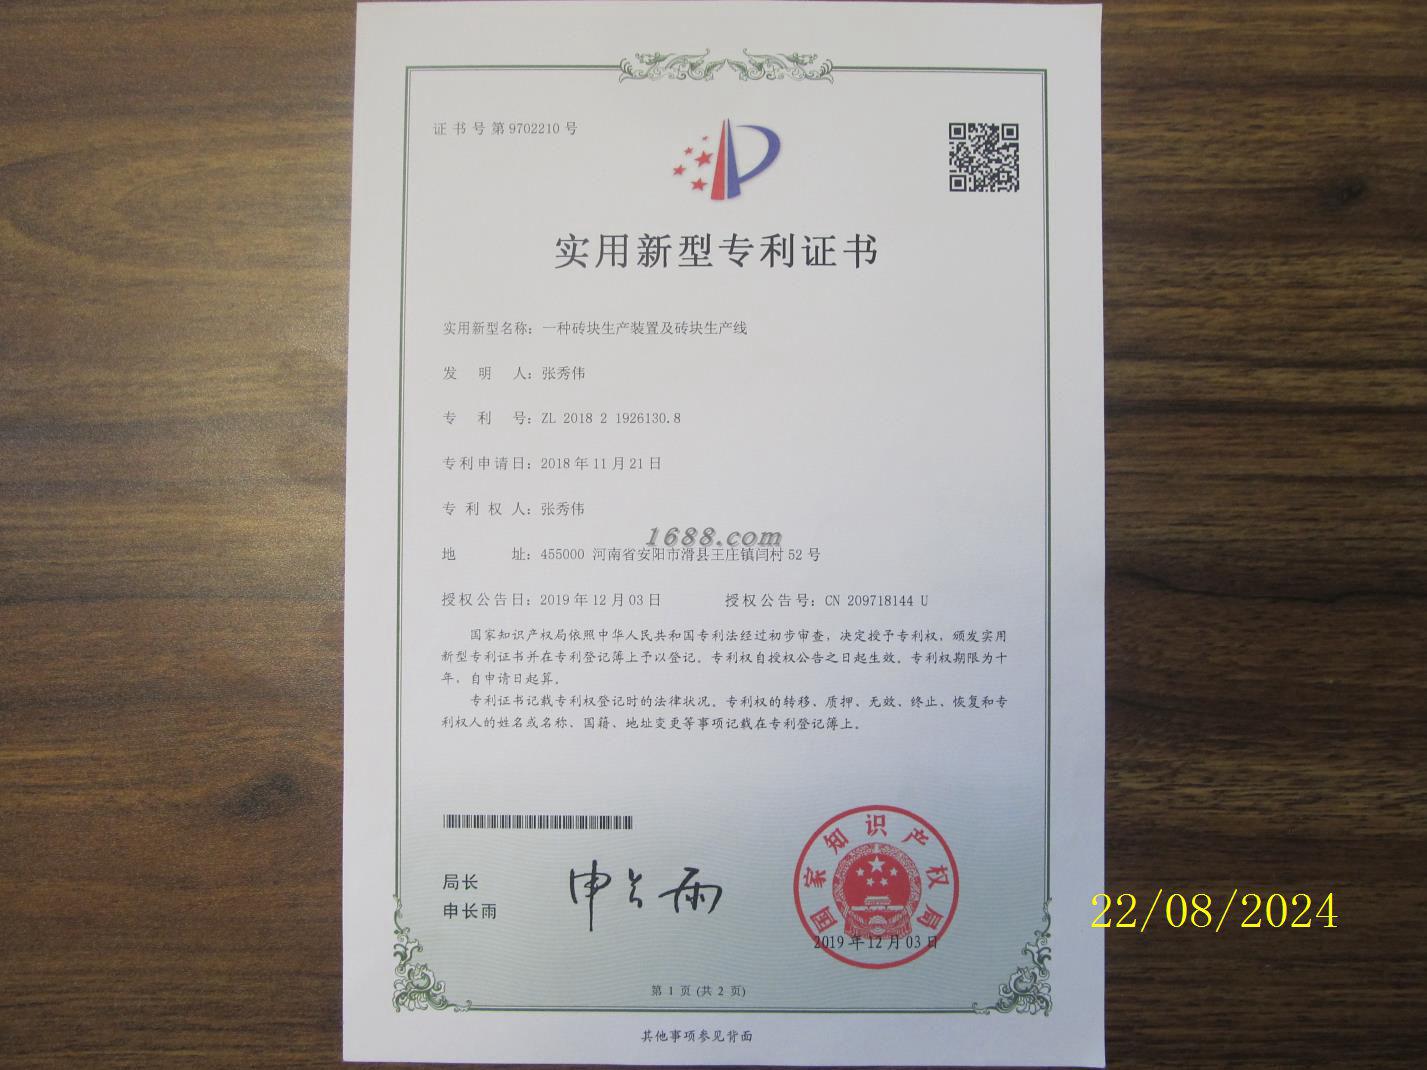 证书号第9702210号
实用新型专利证书
实用新型名称：一种砖块生产装置及砖块生产线
发明人：张秀伟
专利号：ZL 2018 2 1926130.8
专利申请日：2018年11月21日
专利权人：张秀伟
1688.com
地址：455000 河南省安阳市滑县王庄镇闫村52号
授权公告日：2019年12月03日 授权公告号：CN 209718144 U
国家知识产权局依照中华人民共和国专利法经过初步审查，决定授予专利权，颁发实用
新型专利证书并在专利登记簿上予以登记。专利权自授权公告之日起生效。专利权期限为十
年，自申请日起算。
专利证书记载专利权登记时的法律状况。专利权的转移、质押、无效、终止、恢复和专
利权人的姓名或名称、国籍、地址变更等事项记载在专利登记簿上。
局长
申长雨
申长雨
国家知识产权局
2019年12月03日
22/08/2024
第 1 页 (共 2 页)
其他事项参见背面